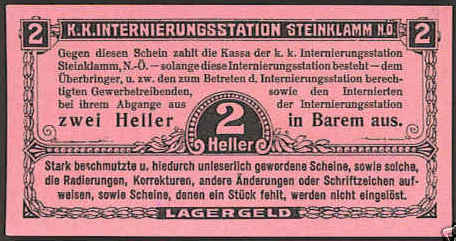 2 K.K. INTERNIERUNGSSTATION STEINKLAMM N.Ö. 2
Gegen diesen Schein zahlt die Kassa der k. k. Internierungsstation
Steinklamm, N.-Ö. – solange diese Internierungsstation besteht – dem
Überbringer, u. zw. den zum Betreten d. Internierungsstation berech-
tigten Gewerbetreibenden, sowie den Internierten
bei ihrem Abgange aus der Internierungsstation
zwei Heller 2 Heller in Barem aus.
Stark beschmutzte u. hiedurch unleserlich gewordene Scheine, sowie solche,
die Radierungen, Korrekturen, andere Änderungen oder Schriftzeichen auf-
weisen, sowie Scheine, denen ein Stück fehlt, werden nicht eingelöst.
LAGERGELD